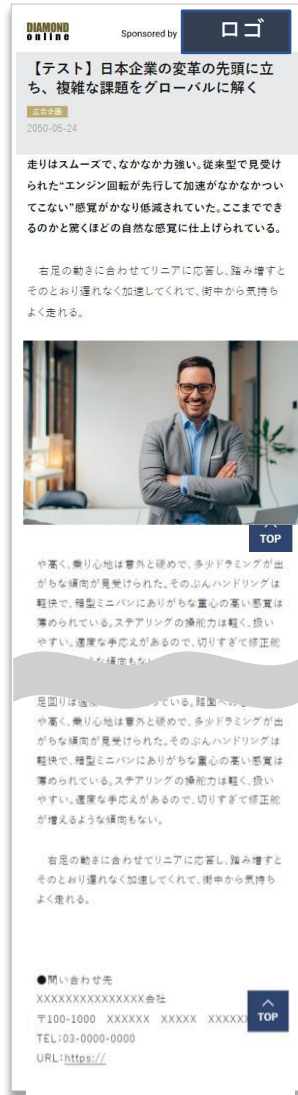 DIAMOND
online
Sponsored by
ロゴ
【テスト】日本企業の変革の先頭に立
ち、複雑な課題をグローバルに解く
広告企画
2050-05-24
走りはスムーズで、なかなか力強い。従来型で見受け
られた“エンジン回転が先行して加速がなかなかつい
てこない”感覚がかなり低減されていた。ここまででき
るのかと驚くほどの自然な感覚に仕上げられている。
右足の動きに合わせてリニアに応答し、踏み増すと
そのとおり遅れなく加速してくれて、街中から気持ち
よく走れる。
TOP
や高く、乗り心地は意外と硬めで、多少ドラミングが出
がちな傾向が見受けられた。そのぶんハンドリングは
軽快で、箱型ミニバンにありがちな重心の高い感覚は
薄められている。ステアリングの操舵力は軽く、扱い
やすい。適度な手応えがあるので、切りすぎて修正舵
うな傾向もない
足回りは適度 っている。路面への
や高く、乗り心地は意外と硬めで、多少ドラミングが出
がちな傾向が見受けられた。そのぶんハンドリングは
軽快で、箱型ミニバンにありがちな重心の高い感覚は
薄められている。ステアリングの操舵力は軽く、扱い
やすい。適度な手応えがあるので、切りすぎて修正舵
が増えるような傾向もない。
右足の動きに合わせてリニアに応答し、踏み増すと
そのとおり遅れなく加速してくれて、街中から気持ち
よく走れる。
●問い合わせ先
XXXXXXXXXXXXXXX会社
〒100-1000 XXXXXX XXXXX XXXXXX
TOP
TEL:03-0000-0000
URL:https://